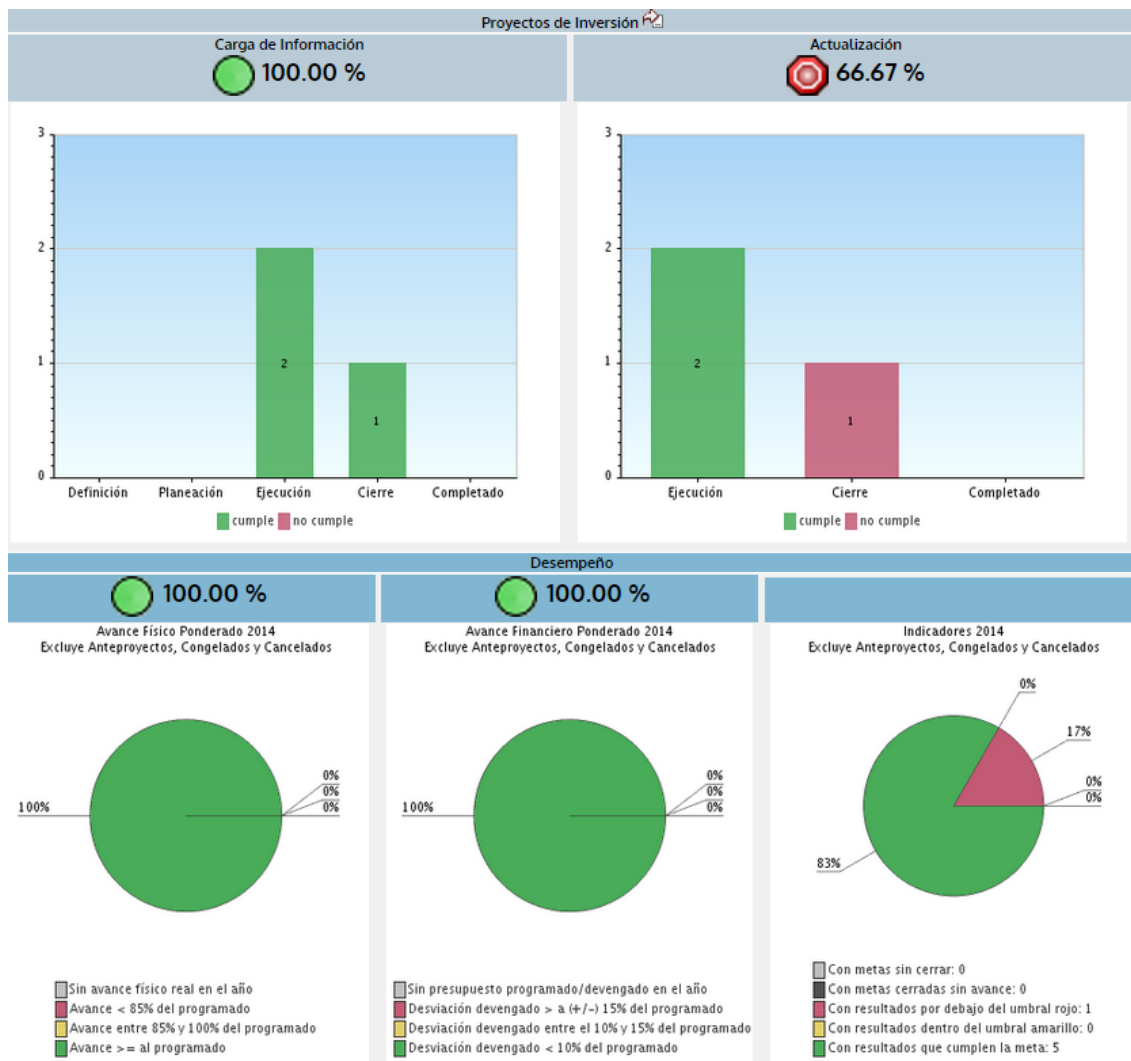 Proyectos de Inversión
Carga de Información
100.00 %
Actualización
66.67 %
3
2
1
0
2
1
Definición Planeación Ejecución Cierre Completado
cumple no cumple
3
2
1
0
2
1
Ejecución Cierre Completado
cumple no cumple
Desempeño
100.00 %
Avance Físico Ponderado 2014
Excluye Anteproyectos, Congelados y Cancelados
0%
0%
0%
100%
Sin avance físico real en el año
Avance < 85% del programado
Avance entre 85% y 100% del programado
Avance >= al programado
100.00 %
Avance Financiero Ponderado 2014
Excluye Anteproyectos, Congelados y Cancelados
0%
0%
0%
100%
Sin presupuesto programado/devengado en el año
Desviación devengado > a (+/-) 15% del programado
Desviación devengado entre el 10% y 15% del programado
Desviación devengado < 10% del programado
Indicadores 2014
Excluye Anteproyectos, Congelados y Cancelados
0%
17%
0%
0%
83%
Con metas sin cerrar: 0
Con metas cerradas sin avance: 0
Con resultados por debajo del umbral rojo: 1
Con resultados dentro del umbral amarillo: 0
Con resultados que cumplen la meta: 5